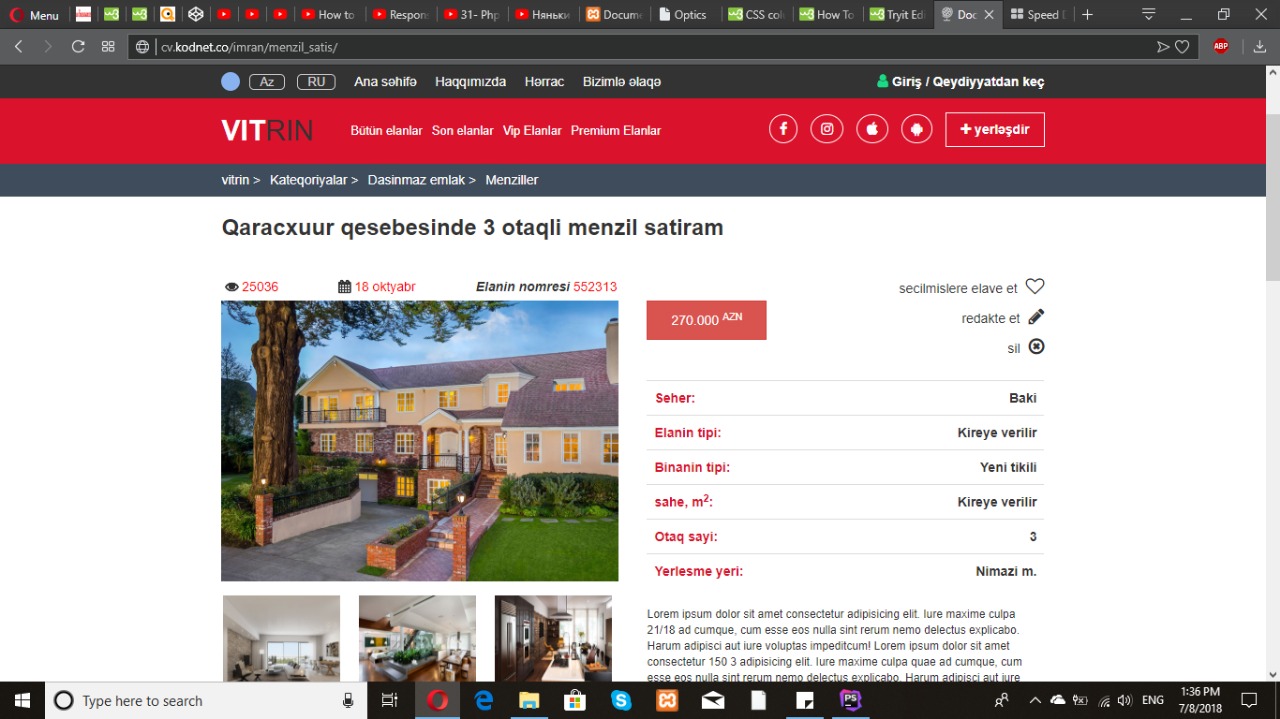 Menu
How to
Respons
31- Php
Няньки
Docume
Optics
CSS col
How To
Tryit Edi
Doc
Speed D
cv.kodnet.co/imran/menzil_satis/
ABP
Az RU Ana səhifə Haqqımızda Hərrac Bizimlə əlaqə Giriş / Qeydiyyatdan keç
VITRIN Bütün elanlar Son elanlar Vip Elanlar Premium Elanlar + yerləşdir
vitrin > Kateqoriyalar > Dasinmaz emlak > Menziller
Qaracxuur qesebesinde 3 otaqli menzil satiram
25036 18 oktyabr Elanin nomresi 552313
secilmislere elave et
redakte et
sil
270.000 AZN
Seher: Baki
Elanin tipi: Kireye verilir
Binanin tipi: Yeni tikili
sahe, m²: Kireye verilir
Otaq sayi: 3
Yerlesme yeri: Nimazi m.
Lorem ipsum dolor sit amet consectetur adipisicing elit. Iure maxime culpa
21/18 ad cumque, cum esse eos nulla sint rerum nemo delectus explicabo.
Harum adipisci aut iure voluptas impeditcum! Lorem ipsum dolor sit amet
consectetur 150 3 adipisicing elit. Iure maxime culpa quae ad cumque, cum
esse eos nulla sint rerum nemo delectus explicabo. Harum adipisci aut iure
Type here to search
ENG
1:36 PM
7/8/2018